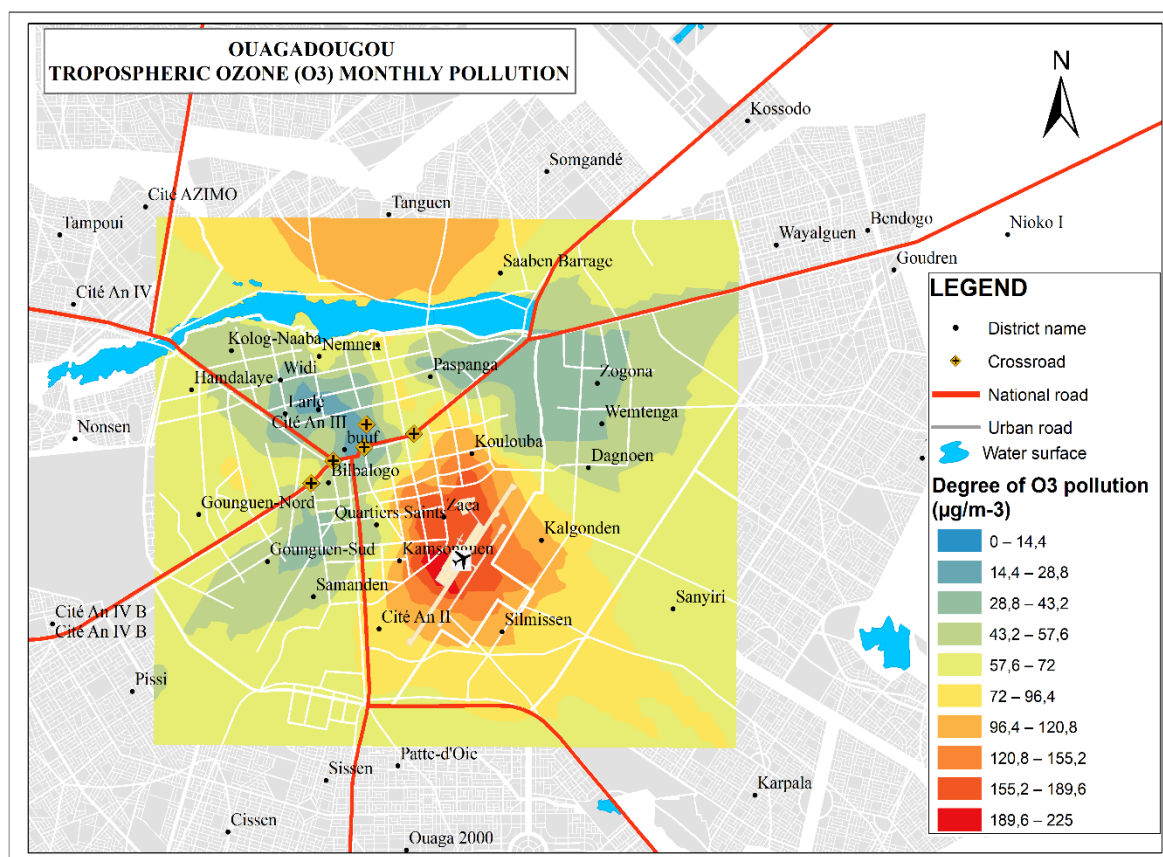 OUAGADOUGOU
TROPOSPHERIC OZONE (O3) MONTHLY POLLUTION
N
Kossodo
Somgandé
Cité AZIMO
Tanguen
Tampoui
Bendogo
Nioko I
Wayalguen
Goudren
Saaben Barrage
Cité An IV
Kolog-Naaba
Nemnen
Widi
Paspanga
Zogona
Hamdalaye
Larle
Cité An III
Wemtenga
Nonsen
buuf
Koulouba
Dagnoen
Bilbalogo
Gounguen-Nord
Quartiers Saints
Zaca
Kalgonden
Gounguen-Sud
Kamsonguen
Samanden
Sanyiri
Cité An IV B
Cité An IV B
Cité An II
Silmissen
Pissi
Patte-d'Oie
Sissen
Karpala
Cissen
Ouaga 2000
LEGEND
District name
Crossroad
National road
Urban road
Water surface
Degree of O3 pollution
(µg/m-3)
0 – 14,4
14,4 – 28,8
28,8 – 43,2
43,2 – 57,6
57,6 – 72
72 – 96,4
96,4 – 120,8
120,8 – 155,2
155,2 – 189,6
189,6 – 225